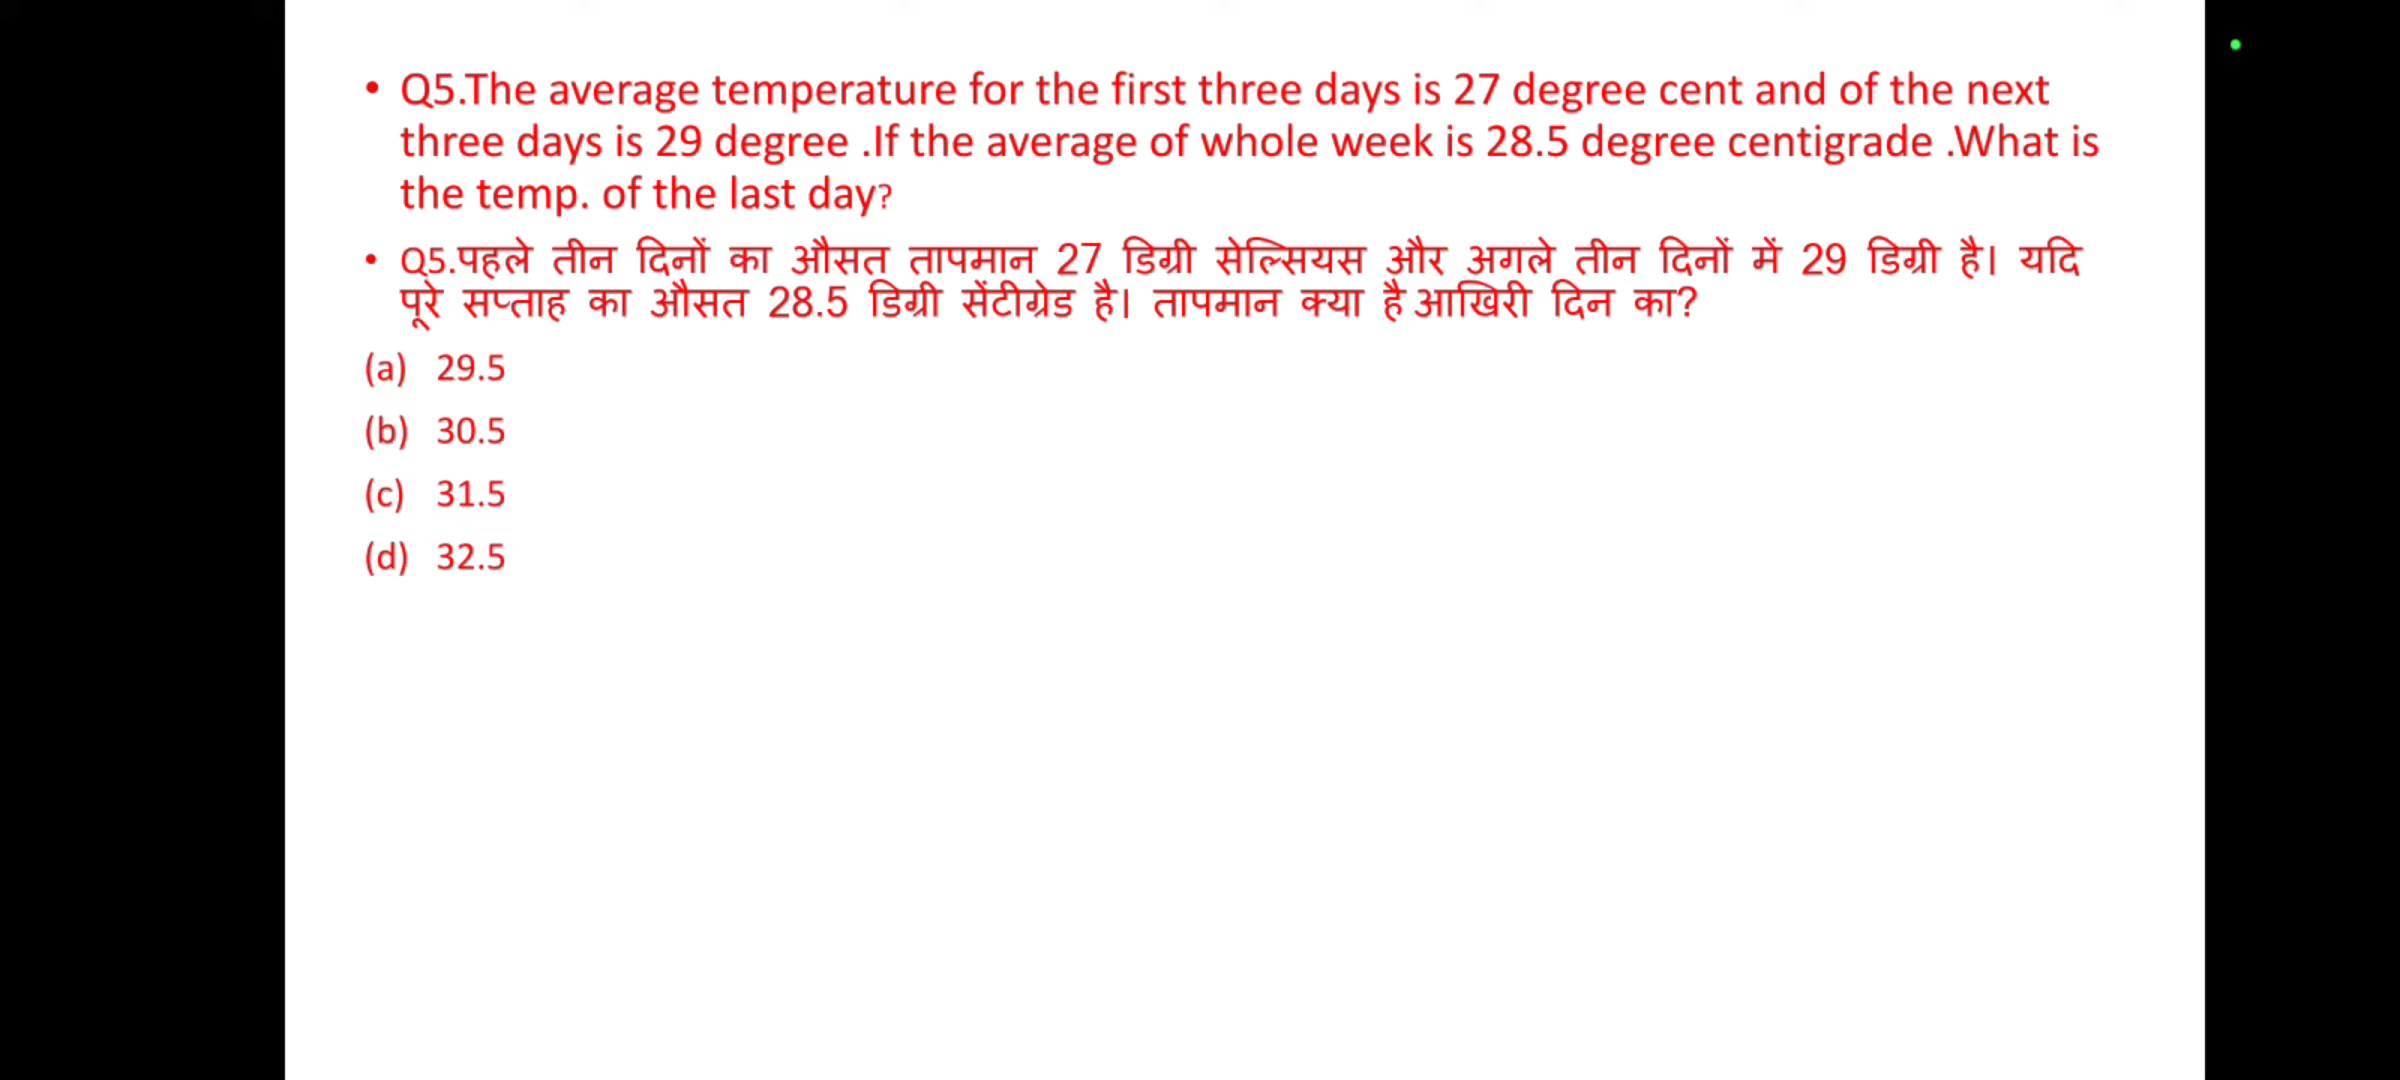 • Q5.The average temperature for the first three days is 27 degree cent and of the next
three days is 29 degree .If the average of whole week is 28.5 degree centigrade .What is
the temp. of the last day?
• Q5.पहले तीन दिनों का औसत तापमान 27 डिग्री सेल्सियस और अगले तीन दिनों में 29 डिग्री है। यदि
पूरे सप्ताह का औसत 28.5 डिग्री सेंटीग्रेड है। तापमान क्या है आखिरी दिन का?
(a) 29.5
(b) 30.5
(c) 31.5
(d) 32.5